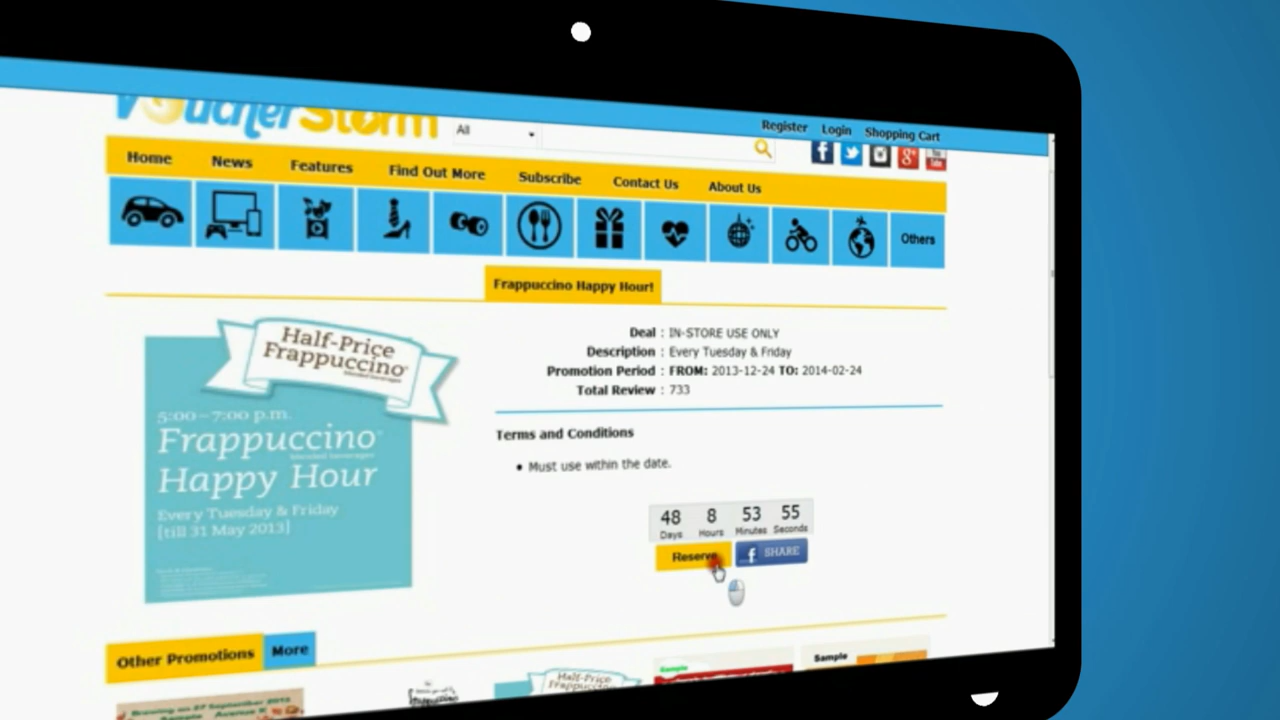 VoucherStorm
All
Register Login Shopping Cart
Home News Features Find Out More Subscribe Contact Us About Us
Others
Frappuccino Happy Hour!
Half-Price
Frappuccino
5:00–7:00 p.m.
Frappuccino
blended beverages
Happy Hour
Every Tuesday & Friday
[till 31 May 2013]
Deal : IN-STORE USE ONLY
Description : Every Tuesday & Friday
Promotion Period : FROM: 2013-12-24 TO: 2014-02-24
Total Review : 733
Terms and Conditions
• Must use within the date.
48 8 53 55
Days Hours Minutes Seconds
Reserve f SHARE
Other Promotions More
Half-Price
Frappuccino
Sample
Sample